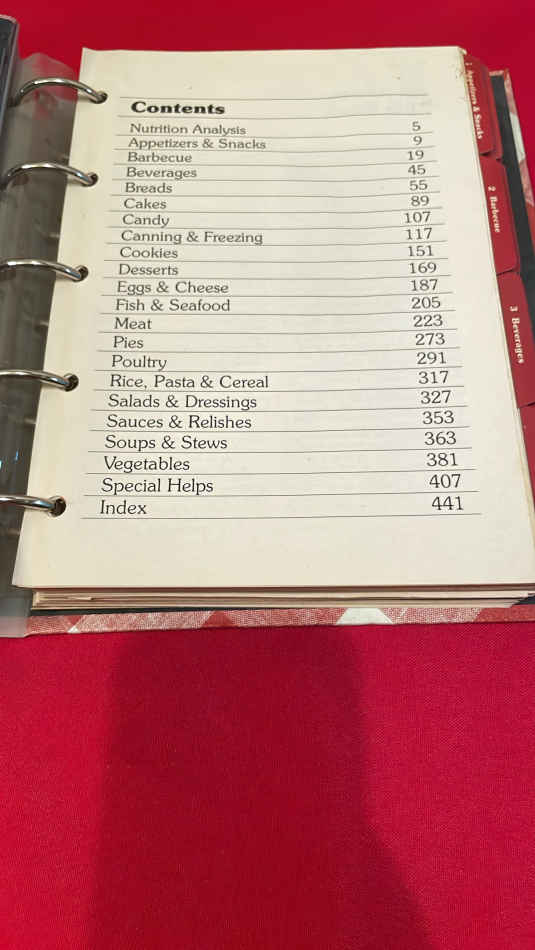 Contents
Nutrition Analysis 5
Appetizers & Snacks 9
Barbecue 19
Beverages 45
Breads 55
Cakes 89
Candy 107
Canning & Freezing 117
Cookies 151
Desserts 169
Eggs & Cheese 187
Fish & Seafood 205
Meat 223
Pies 273
Poultry 291
Rice, Pasta & Cereal 317
Salads & Dressings 327
Sauces & Relishes 353
Soups & Stews 363
Vegetables 381
Special Helps 407
Index 441
1 Appetizers & Snacks
2 Barbecue
3 Beverages